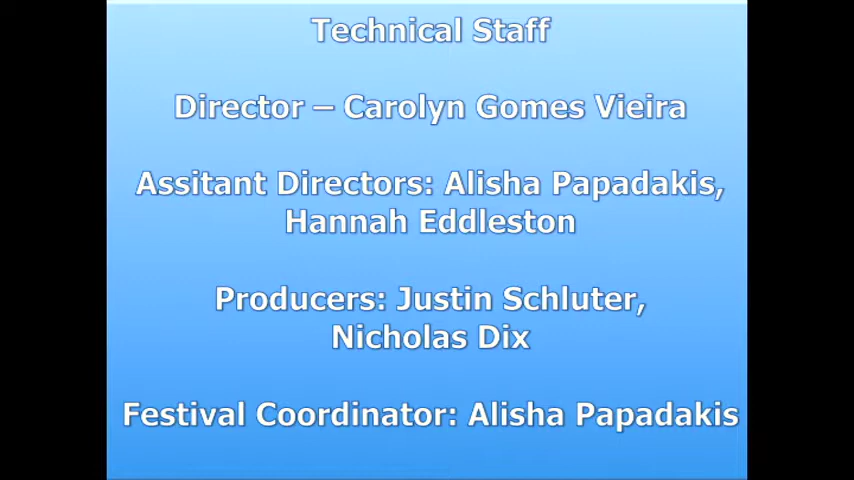 Technical Staff
Director – Carolyn Gomes Vieira
Assitant Directors: Alisha Papadakis,
Hannah Eddleston
Producers: Justin Schluter,
Nicholas Dix
Festival Coordinator: Alisha Papadakis